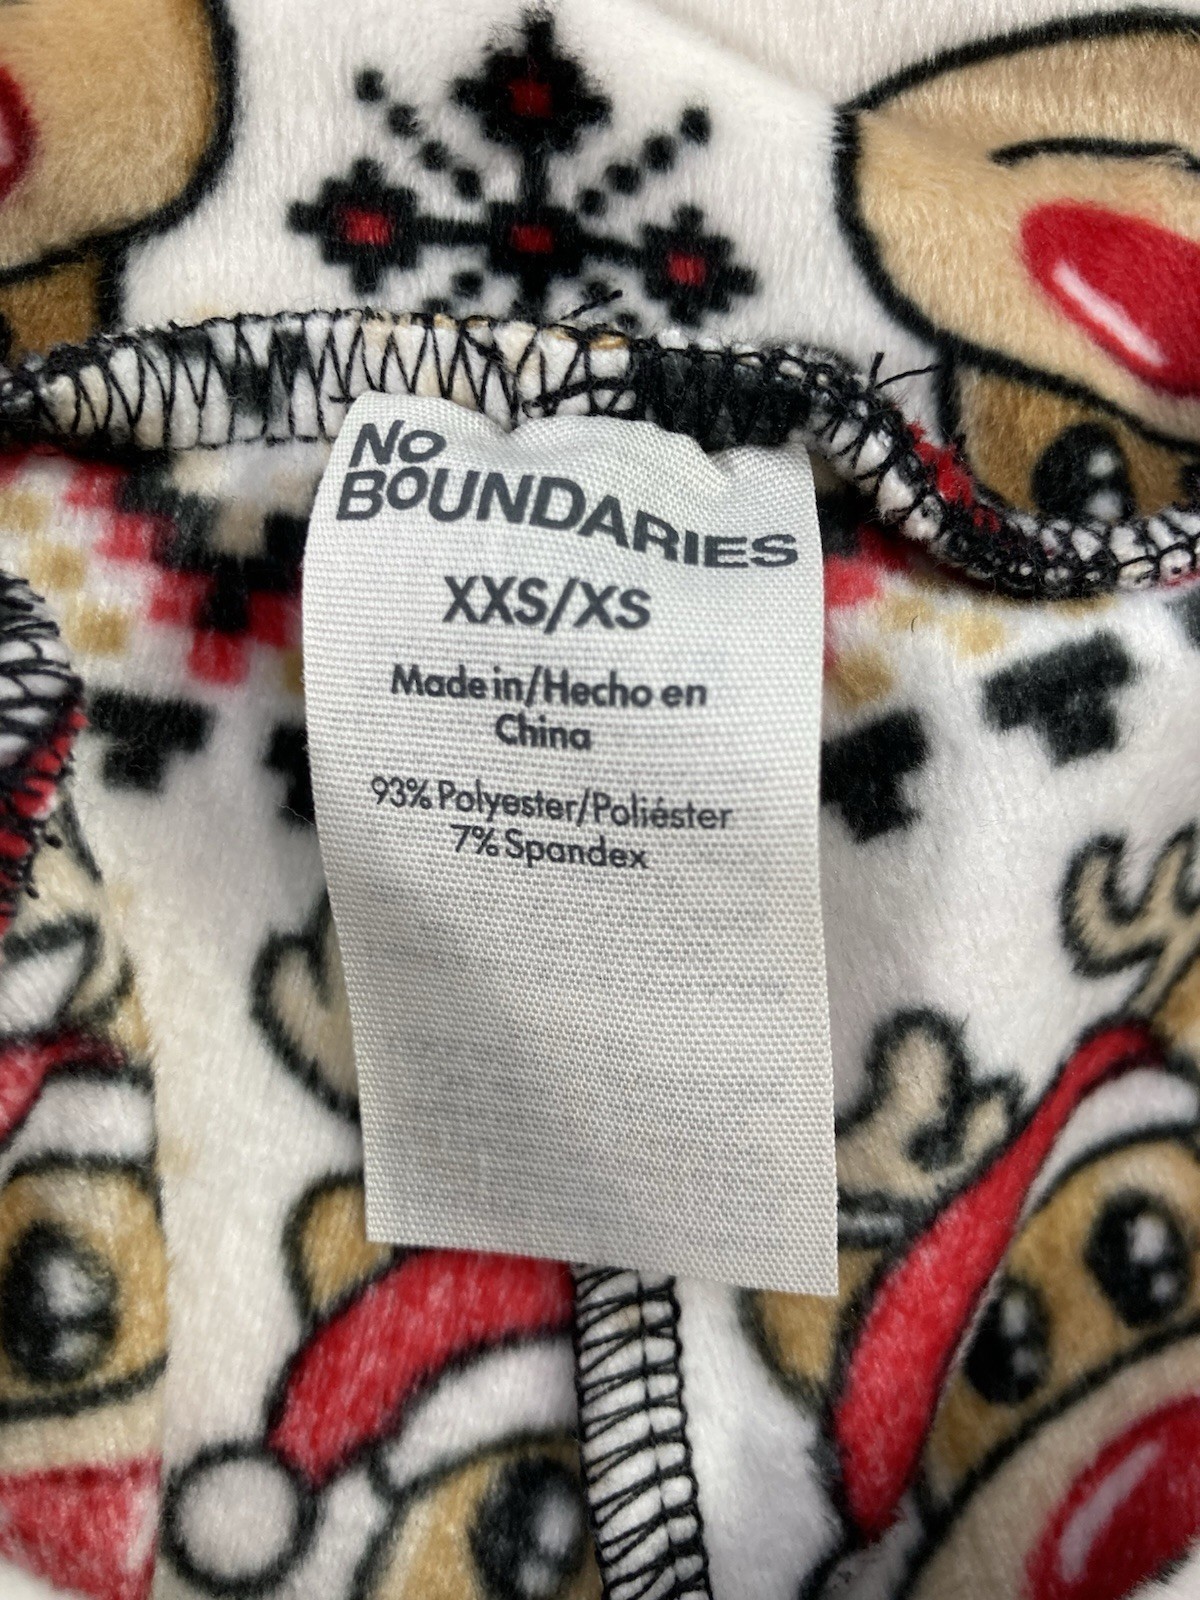 NO
BOUNDARIES
XXS/XS
Made in/Hecho en
China
93% Polyester/Poliéster
7% Spandex